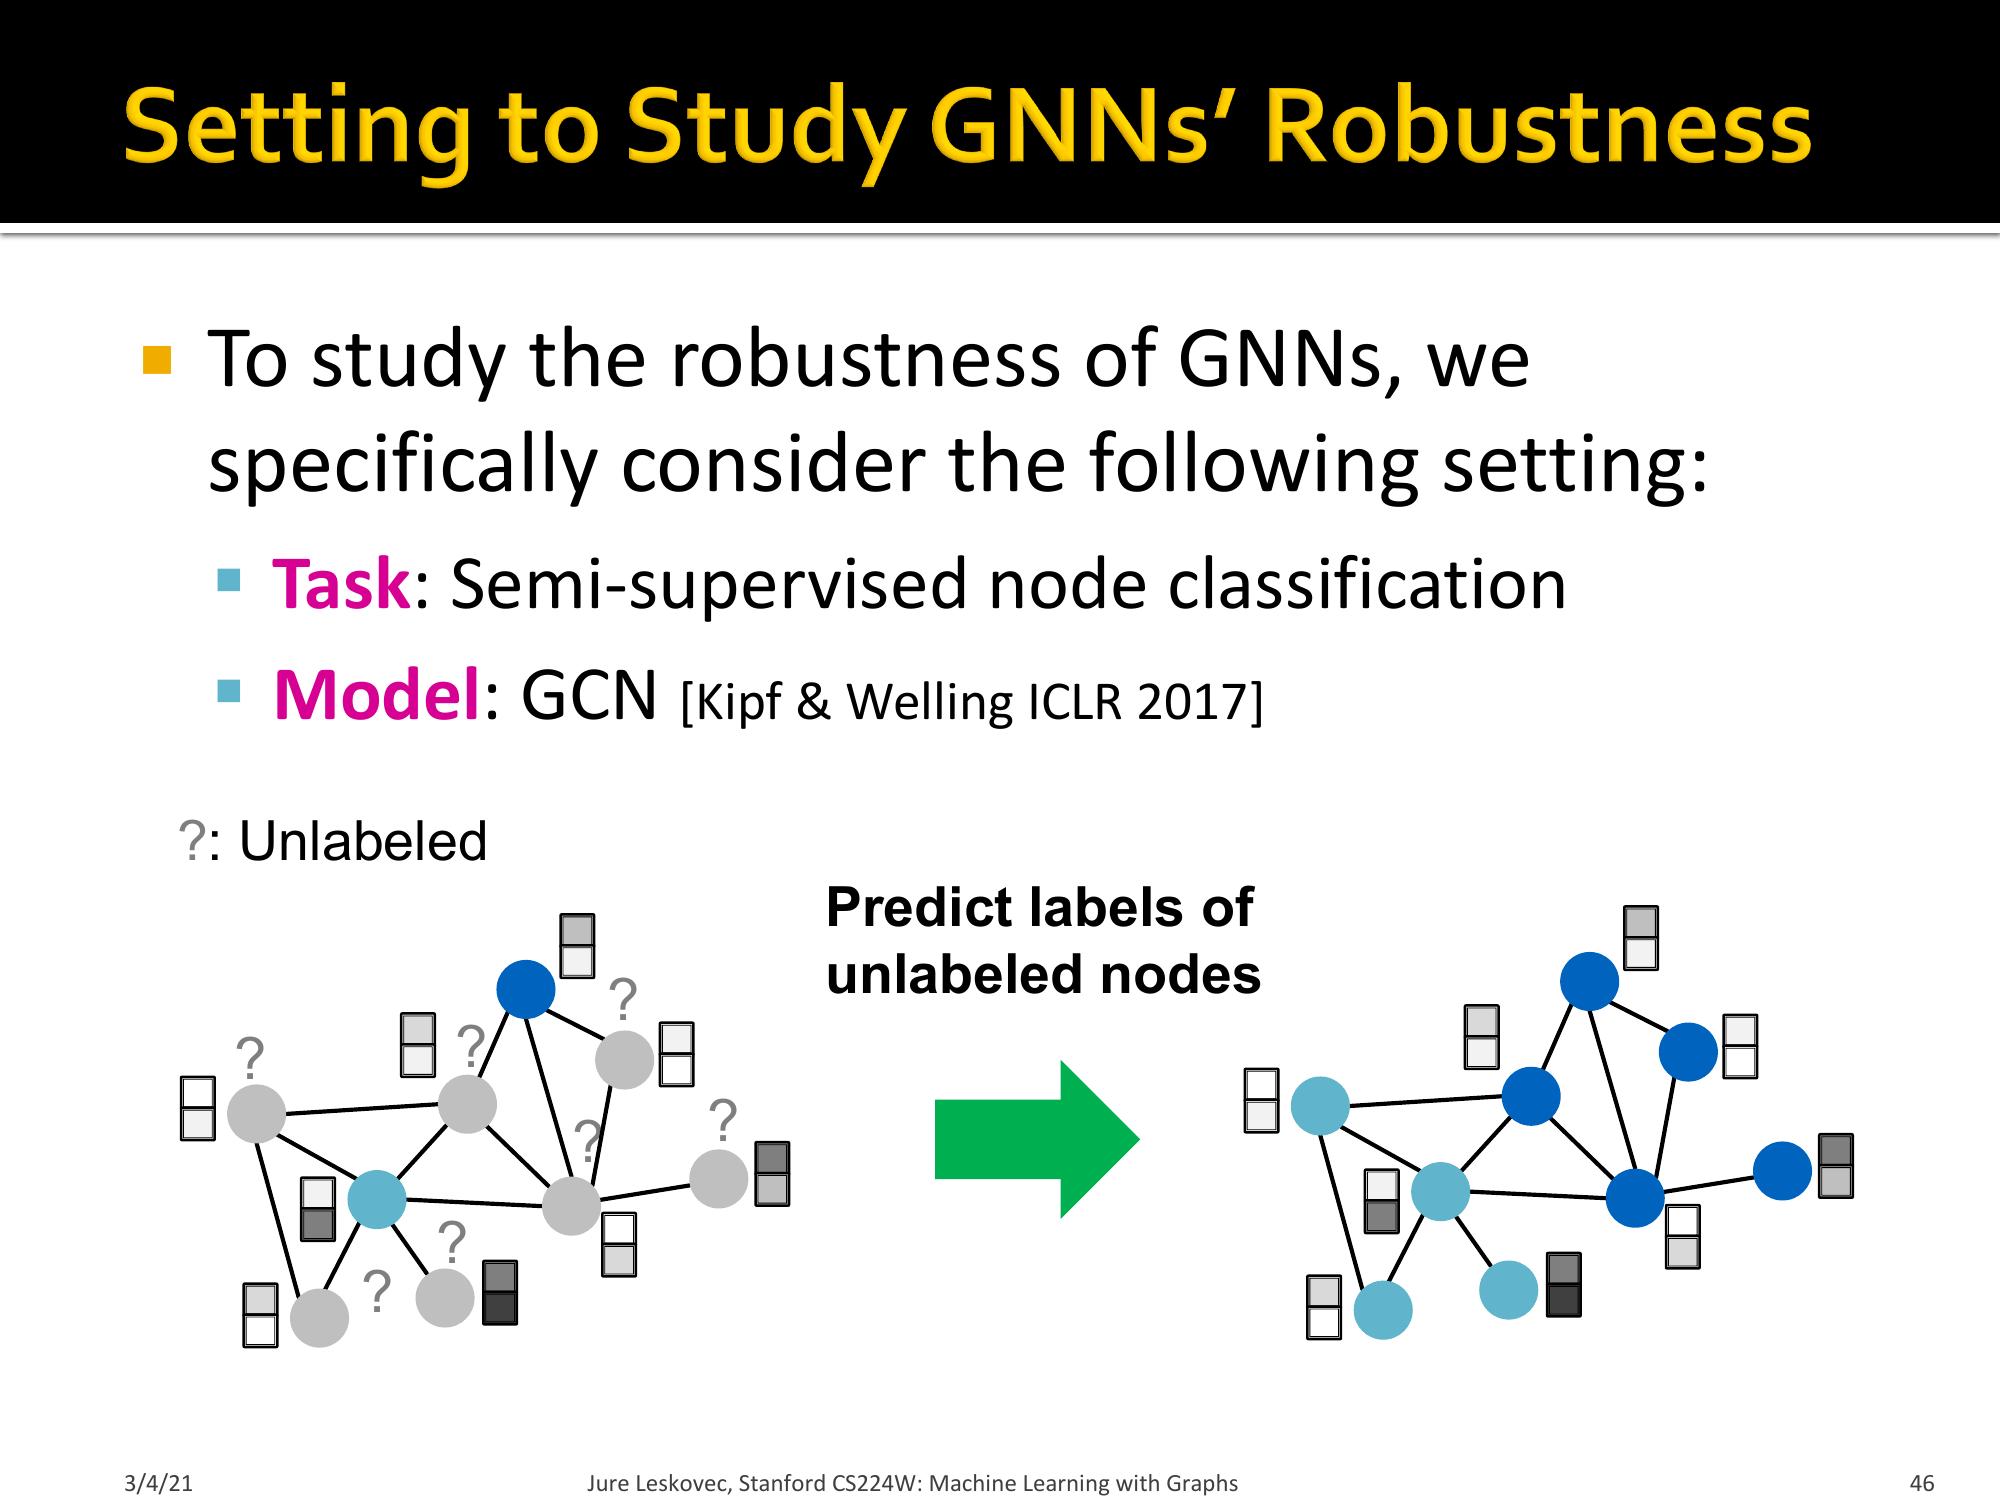 Setting to Study GNNs’ Robustness
To study the robustness of GNNs, we
specifically consider the following setting:
Task: Semi-supervised node classification
Model: GCN [Kipf & Welling ICLR 2017]
?: Unlabeled
Predict labels of
unlabeled nodes
?
?
?
?
?
?
?
3/4/21
Jure Leskovec, Stanford CS224W: Machine Learning with Graphs
46